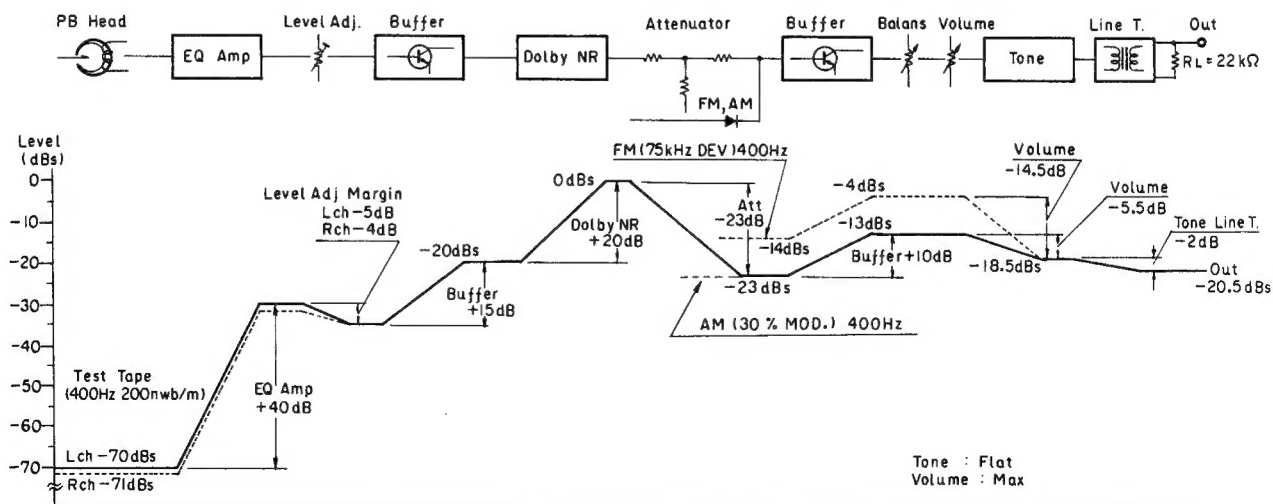 PB Head
EQ Amp
Level Adj.
Buffer
Dolby NR
Attenuator
FM, AM
Buffer
Balans
Volume
Tone
Line T.
Out
RL=22kΩ
Level
(dBs)
0
-10
-20
-30
-40
-50
-60
-70
Test Tape
(400Hz 200nwb/m)
Lch -70dBs
Rch -71dBs
EQ Amp
+40dB
Level Adj Margin
Lch -5dB
Rch -4dB
-20dBs
Buffer
+15dB
0dBs
Dolby NR
+20dB
Att
-23dB
FM (75kHz DEV) 400Hz
-14dBs
-23dBs
AM (30% MOD.) 400Hz
-4dBs
-13dBs
Buffer+10dB
Volume
-14.5dB
Volume
-5.5dB
-18.5dBs
Tone Line T.
-2dB
Out
-20.5dBs
Tone : Flat
Volume : Max